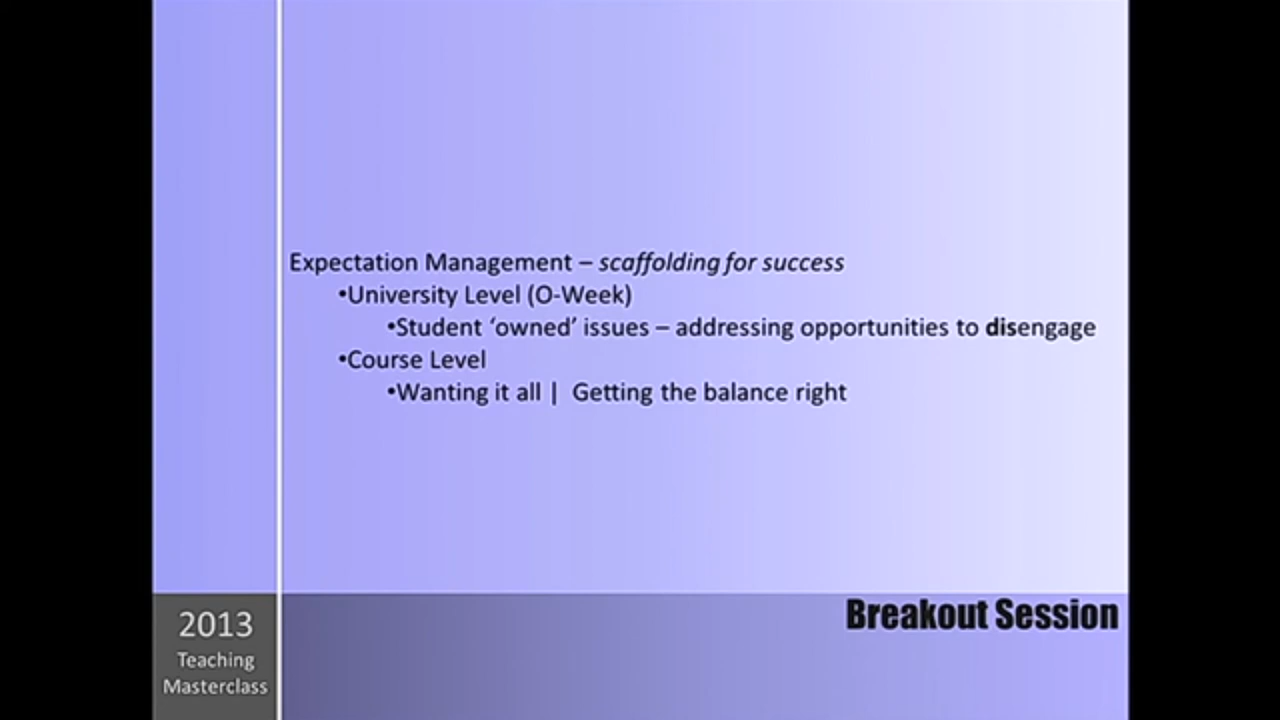 Expectation Management – scaffolding for success
•University Level (O-Week)
•Student ‘owned’ issues – addressing opportunities to disengage
•Course Level
•Wanting it all | Getting the balance right
Breakout Session
2013
Teaching
Masterclass